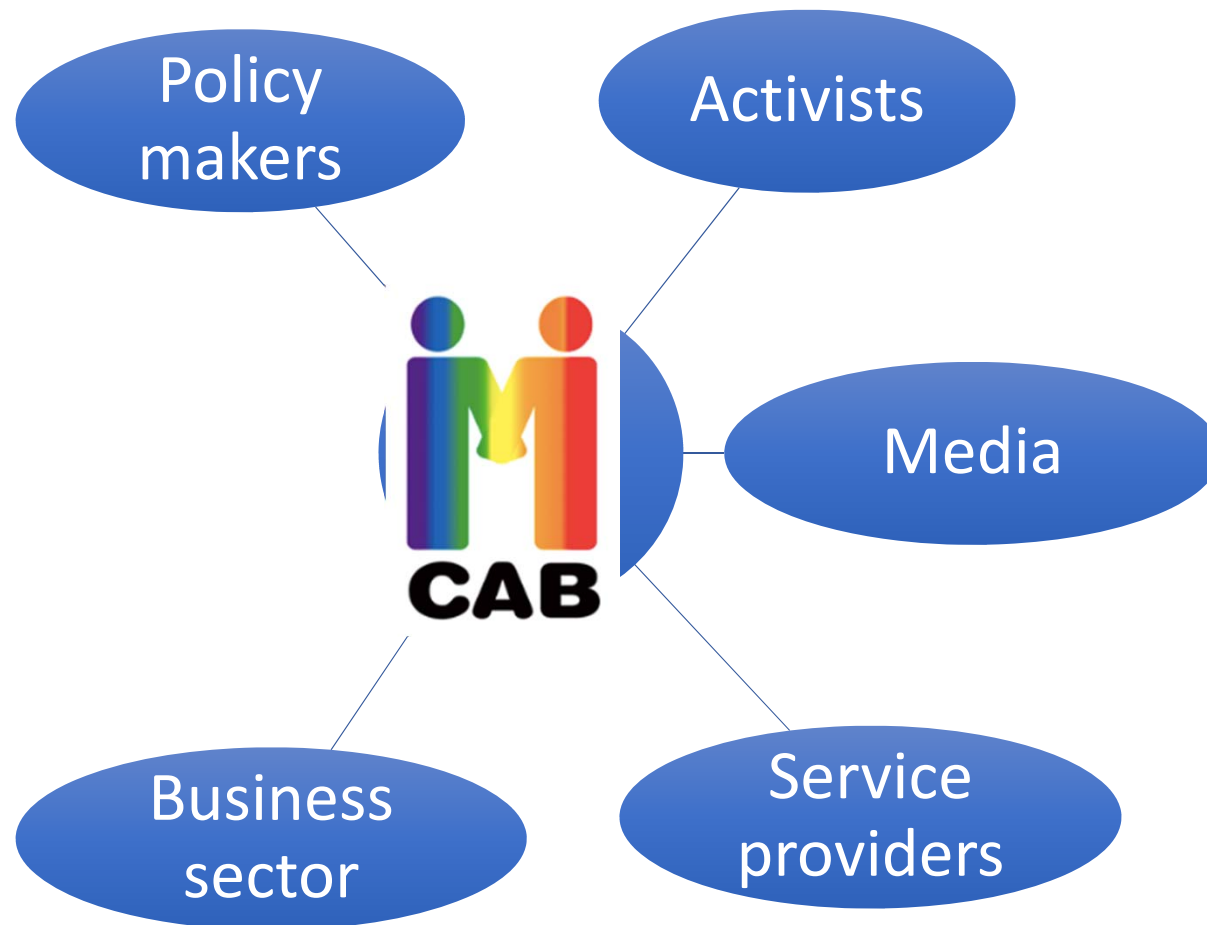 Policy
makers
Activists
Media
CAB
Business
sector
Service
providers